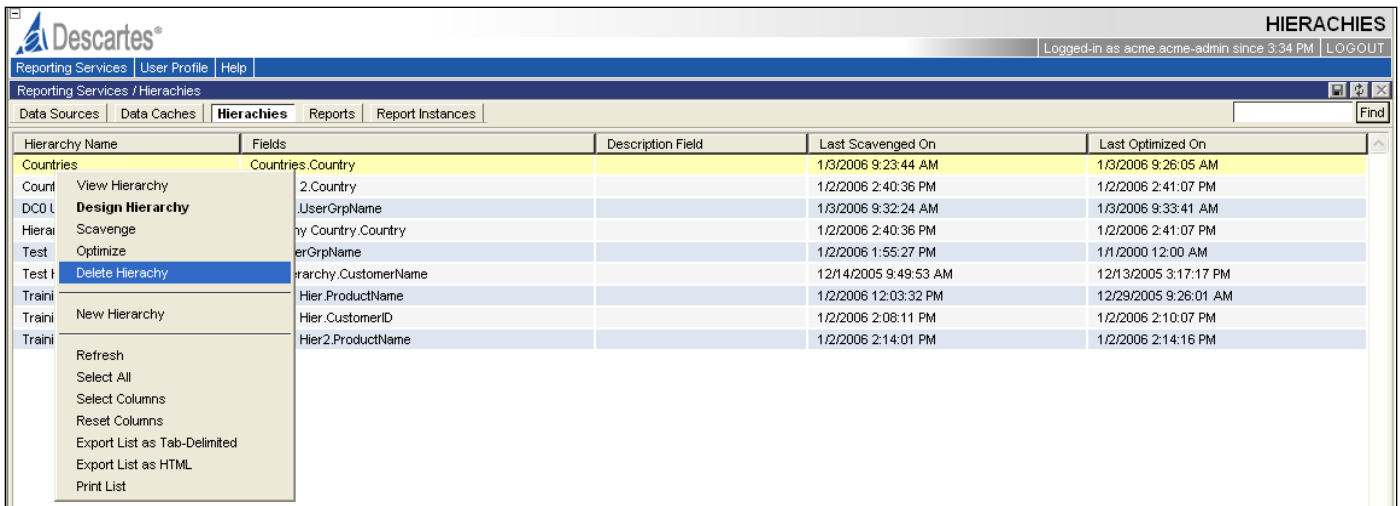 HIERACHIES
Descartes®
Logged-in as acme.acme-admin since 3:34 PM LOGOUT
Reporting Services User Profile Help
Reporting Services / Hierachies
Data Sources Data Caches Hierachies Reports Report Instances Find
Hierarchy Name Fields Description Field Last Scavenged On Last Optimized On
Countries Countries.Country 1/3/2006 9:23:44 AM 1/3/2006 9:26:05 AM
2.Country 1/2/2006 2:40:36 PM 1/2/2006 2:41:07 PM
View Hierarchy
DC0 .UserGrpName 1/3/2006 9:32:24 AM 1/3/2006 9:33:41 AM
Design Hierarchy
Country.Country 1/2/2006 2:40:36 PM 1/2/2006 2:41:07 PM
Scavenge
Test erGrpName 1/2/2006 1:55:27 PM 1/1/2000 12:00 AM
Optimize
Test rarchy.CustomerName 12/14/2005 9:49:53 AM 12/13/2005 3:17:17 PM
Delete Hierachy
Traini Hier.ProductName 1/2/2006 12:03:32 PM 12/29/2005 9:26:01 AM
Traini Hier.CustomerID 1/2/2006 2:08:11 PM 1/2/2006 2:10:07 PM
New Hierarchy
Traini Hier2.ProductName 1/2/2006 2:14:01 PM 1/2/2006 2:14:16 PM
Refresh
Select All
Select Columns
Reset Columns
Export List as Tab-Delimited
Export List as HTML
Print List